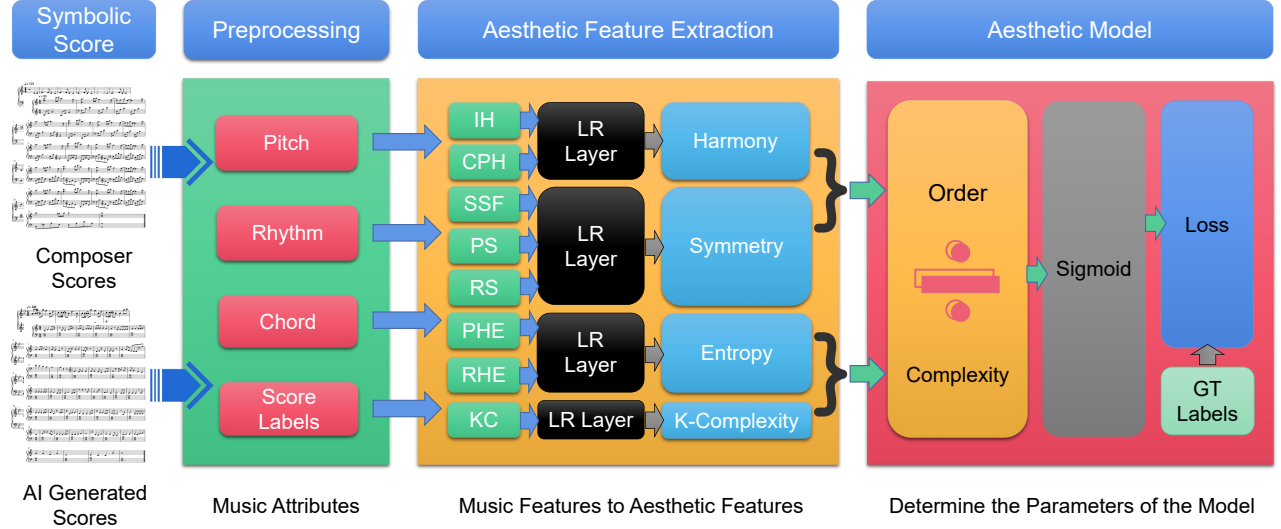 Symbolic
Score
Preprocessing
Aesthetic Feature Extraction
Aesthetic Model
Composer
Scores
AI Generated
Scores
Pitch
Rhythm
Chord
Score
Labels
Music Attributes
IH
CPH
SSF
PS
RS
PHE
RHE
KC
LR
Layer
LR
Layer
LR
Layer
LR Layer
Harmony
Symmetry
Entropy
K-Complexity
Music Features to Aesthetic Features
Order
Complexity
Sigmoid
Loss
GT
Labels
Determine the Parameters of the Model